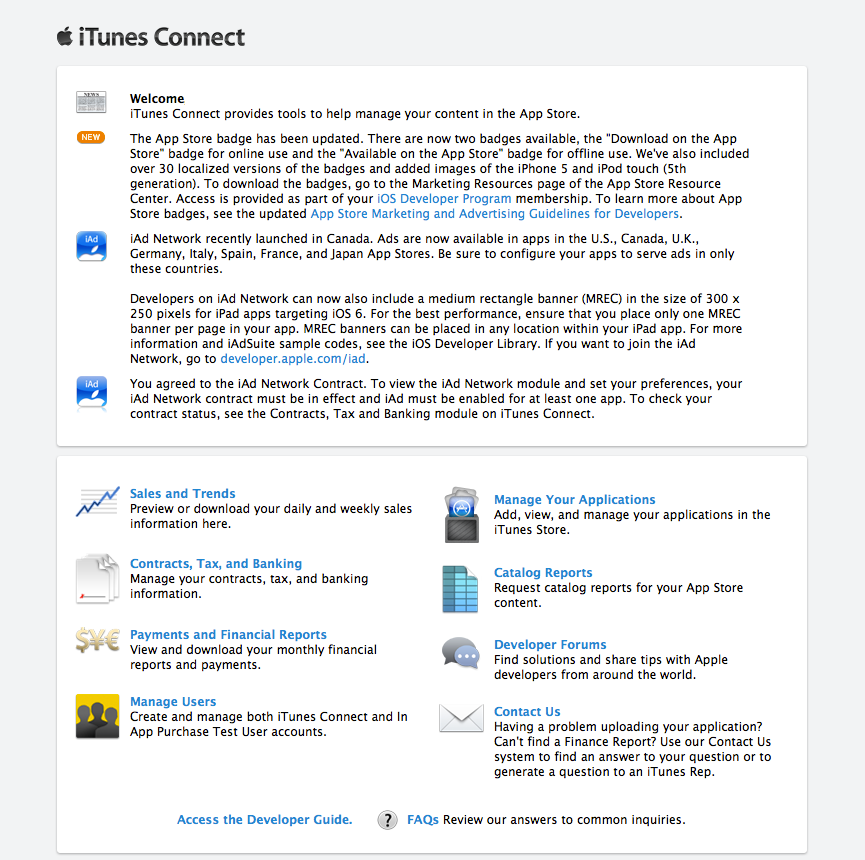 iTunes Connect
NEWS
Welcome
iTunes Connect provides tools to help manage your content in the App Store.
NEW
The App Store badge has been updated. There are now two badges available, the "Download on the App
Store" badge for online use and the "Available on the App Store" badge for offline use. We've also included
over 30 localized versions of the badges and added images of the iPhone 5 and iPod touch (5th
generation). To download the badges, go to the Marketing Resources page of the App Store Resource
Center. Access is provided as part of your iOS Developer Program membership. To learn more about App
Store badges, see the updated App Store Marketing and Advertising Guidelines for Developers.
iAd
iAd Network recently launched in Canada. Ads are now available in apps in the U.S., Canada, U.K.,
Germany, Italy, Spain, France, and Japan App Stores. Be sure to configure your apps to serve ads in only
these countries.
Developers on iAd Network can now also include a medium rectangle banner (MREC) in the size of 300 x
250 pixels for iPad apps targeting iOS 6. For the best performance, ensure that you place only one MREC
banner per page in your app. MREC banners can be placed in any location within your iPad app. For more
information and iAdSuite sample codes, see the iOS Developer Library. If you want to join the iAd
Network, go to developer.apple.com/iad.
iAd
You agreed to the iAd Network Contract. To view the iAd Network module and set your preferences, your
iAd Network contract must be in effect and iAd must be enabled for at least one app. To check your
contract status, see the Contracts, Tax and Banking module on iTunes Connect.
Sales and Trends
Preview or download your daily and weekly sales
information here.
Contracts, Tax, and Banking
Manage your contracts, tax, and banking
information.
$¥€
Payments and Financial Reports
View and download your monthly financial
reports and payments.
Manage Users
Create and manage both iTunes Connect and In
App Purchase Test User accounts.
Manage Your Applications
Add, view, and manage your applications in the
iTunes Store.
Catalog Reports
Request catalog reports for your App Store
content.
Developer Forums
Find solutions and share tips with Apple
developers from around the world.
Contact Us
Having a problem uploading your application?
Can't find a Finance Report? Use our Contact Us
system to find an answer to your question or to
generate a question to an iTunes Rep.
Access the Developer Guide.
? FAQs Review our answers to common inquiries.